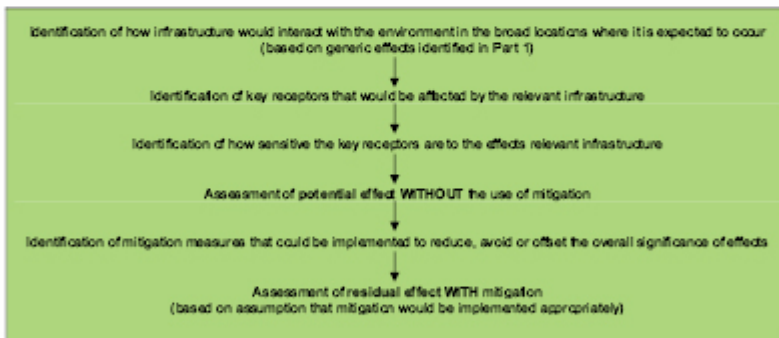 Identification of how infrastructure would interact with the environment in the broad locations where it is expected to occur
(based on generic effects identified in Part 1)
Identification of key receptors that would be affected by the relevant infrastructure
Identification of how sensitive the key receptors are to the effects relevant infrastructure
Assessment of potential effect WITHOUT the use of mitigation
Identification of mitigation measures that could be implemented to reduce, avoid or offset the overall significance of effects
Assessment of residual effect WITH mitigation
(based on assumption that mitigation would be implemented appropriately)